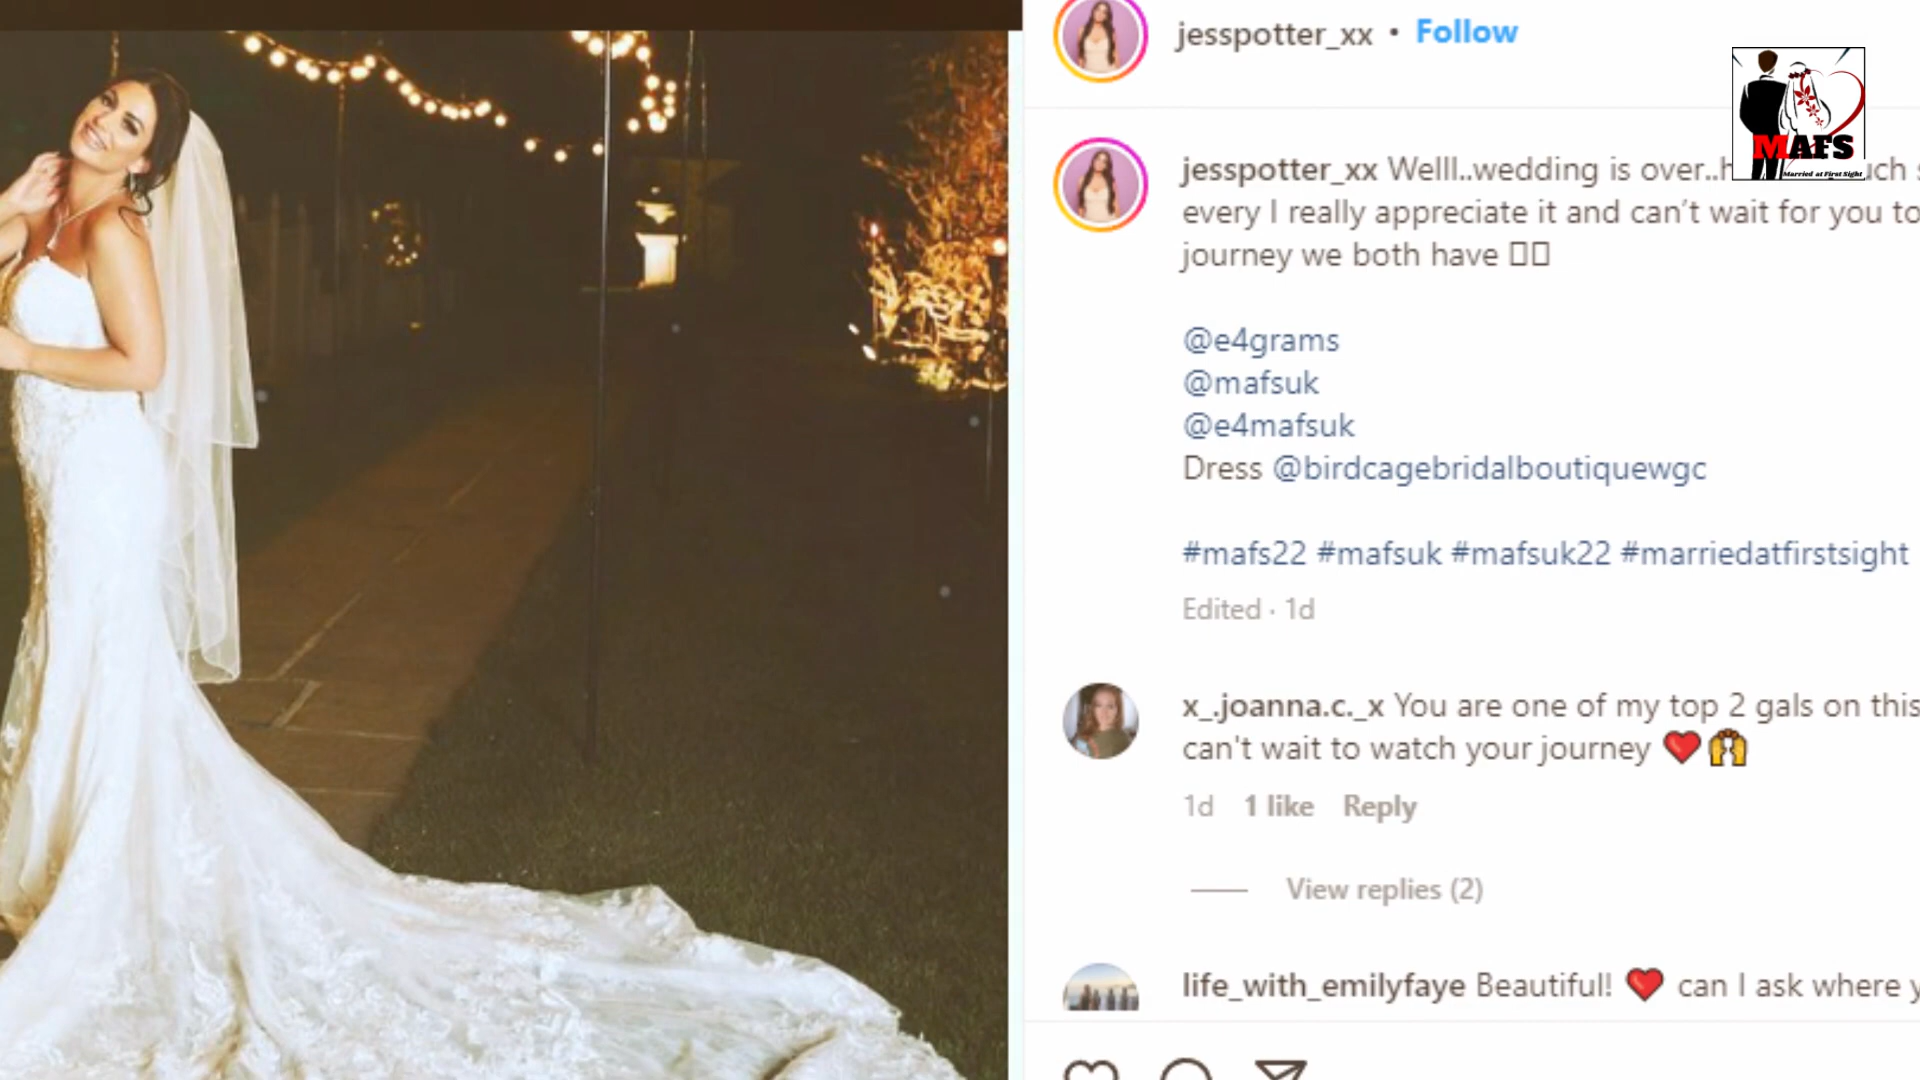 jesspotter_xx • Follow
MAFS
Married at First Sight
jesspotter_xx Welll..wedding is over..
every I really appreciate it and can't wait for you to
journey we both have
@e4grams
@mafsuk
@e4mafsuk
Dress @birdcagebridalboutiquewgc
#mafs22 #mafsuk #mafsuk22 #marriedatfirstsight
Edited · 1d
x_.joanna.c._x You are one of my top 2 gals on this
can't wait to watch your journey ❤️🙌
1d 1 like Reply
View replies (2)
life_with_emilyfaye Beautiful! ❤️ can I ask where